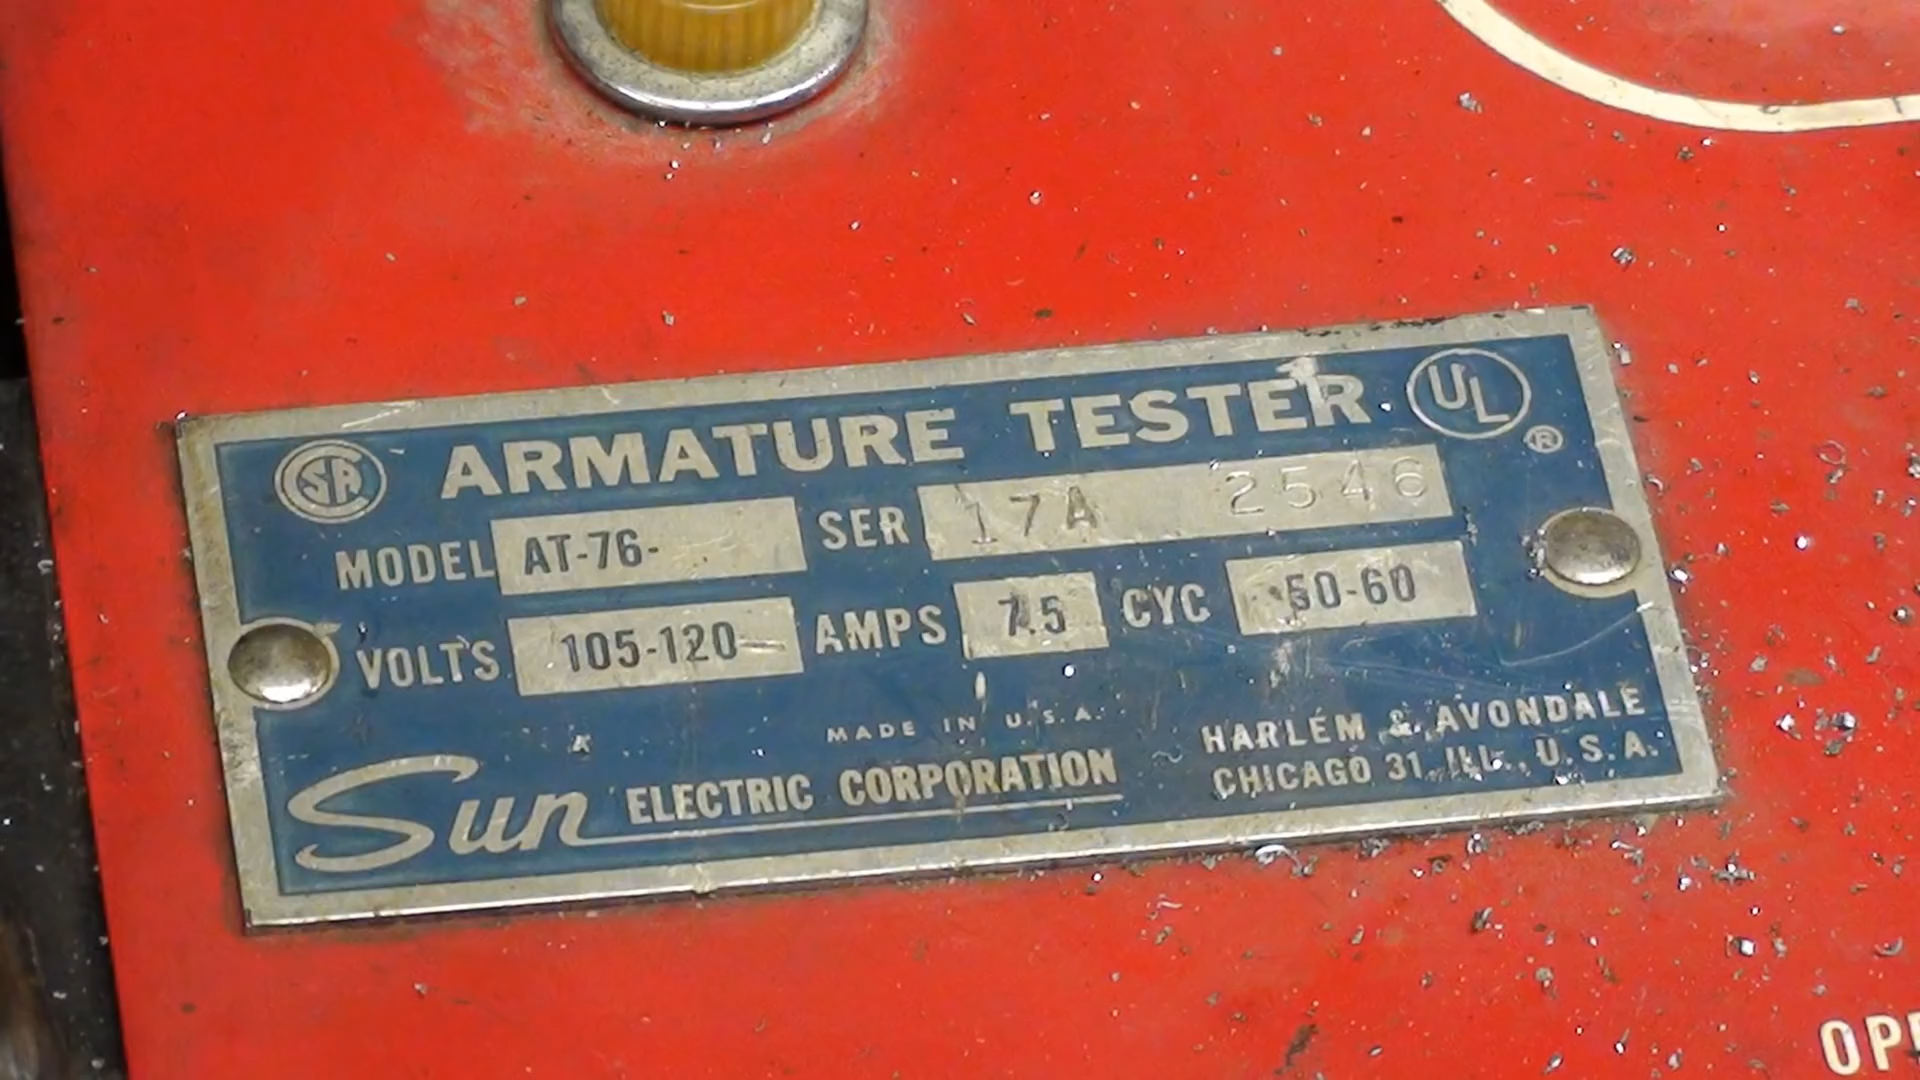 SA ARMATURE TESTER. UL ®
MODEL AT-76- SER 17A 2546
VOLTS 105-120 AMPS 7.5 CYC 50-60
MADE IN U.S.A.
Sun ELECTRIC CORPORATION
HARLEM & AVONDALE
CHICAGO 31, ILL., U.S.A.